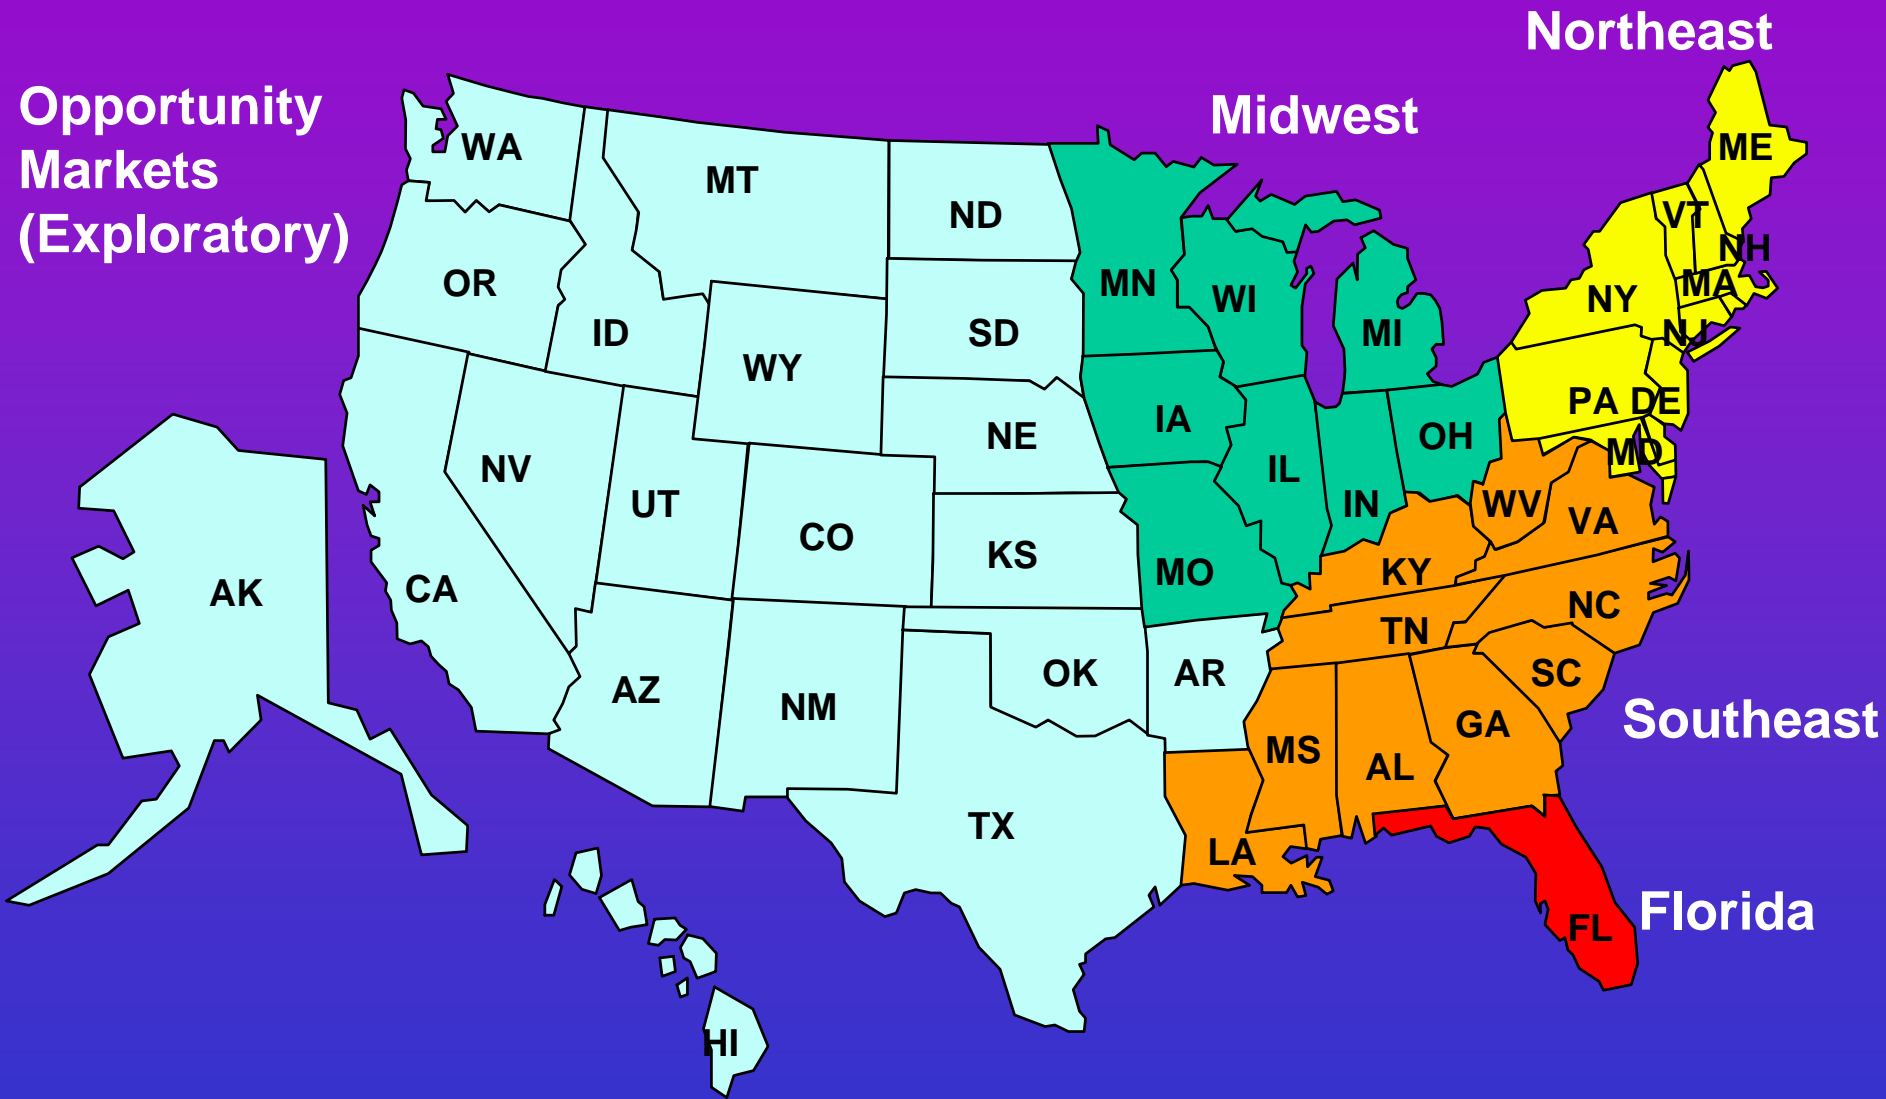 Northeast
Opportunity
Markets
(Exploratory)
Midwest
WA
MT
ND
ME
OR
ID
WY
SD
MN
WI
MI
NY
VT
NH
MA
NJ
NV
UT
CO
NE
KS
IA
IL
IN
OH
PA
DE
MD
WV
VA
AK
CA
AZ
NM
OK
AR
MO
KY
TN
NC
SC
Southeast
TX
LA
MS
AL
GA
Florida
FL
HI